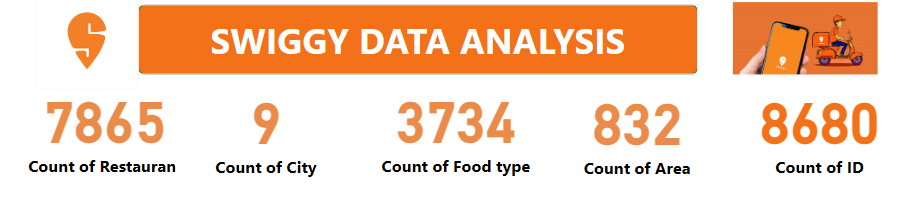 SWIGGY DATA ANALYSIS
7865 9 3734 832 8680
Count of Restauran Count of City Count of Food type Count of Area Count of ID